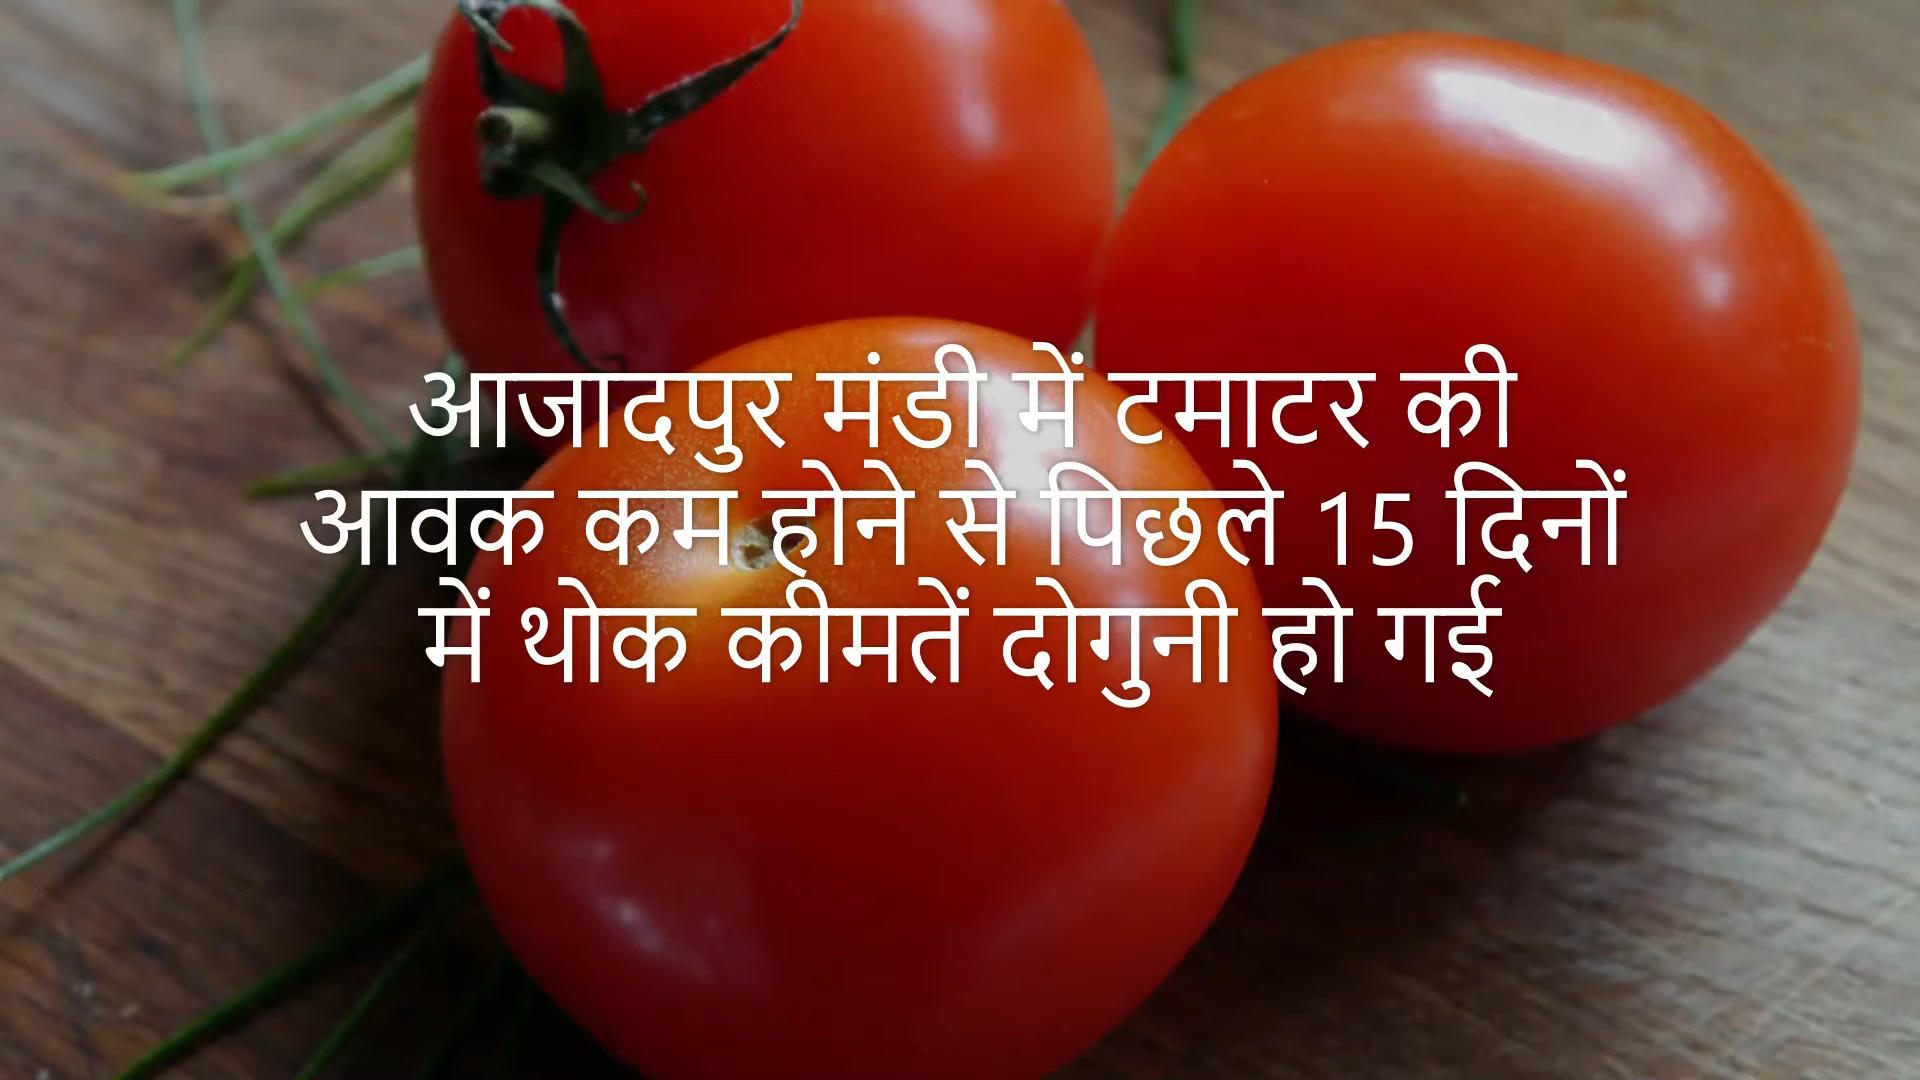 आजादपुर मंडी में टमाटर की
आवक कम होने से पिछले 15 दिनों
में थोक कीमतें दोगुनी हो गई